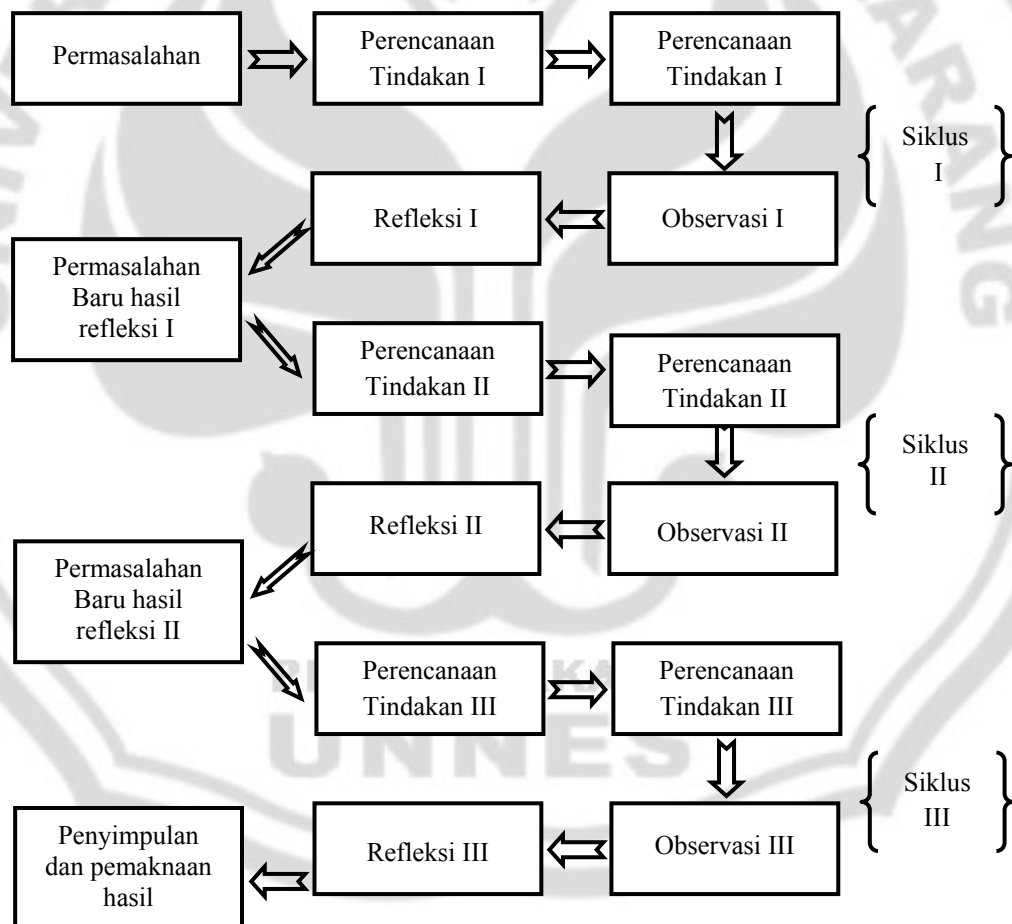 Permasalahan
Perencanaan
Tindakan I
Perencanaan
Tindakan I
Siklus
I
Refleksi I
Observasi I
Permasalahan
Baru hasil
refleksi I
Perencanaan
Tindakan II
Perencanaan
Tindakan II
Siklus
II
Refleksi II
Observasi II
Permasalahan
Baru hasil
refleksi II
Perencanaan
Tindakan III
Perencanaan
Tindakan III
UNNES
Siklus
III
Refleksi III
Observasi III
Penyimpulan
dan pemaknaan
hasil